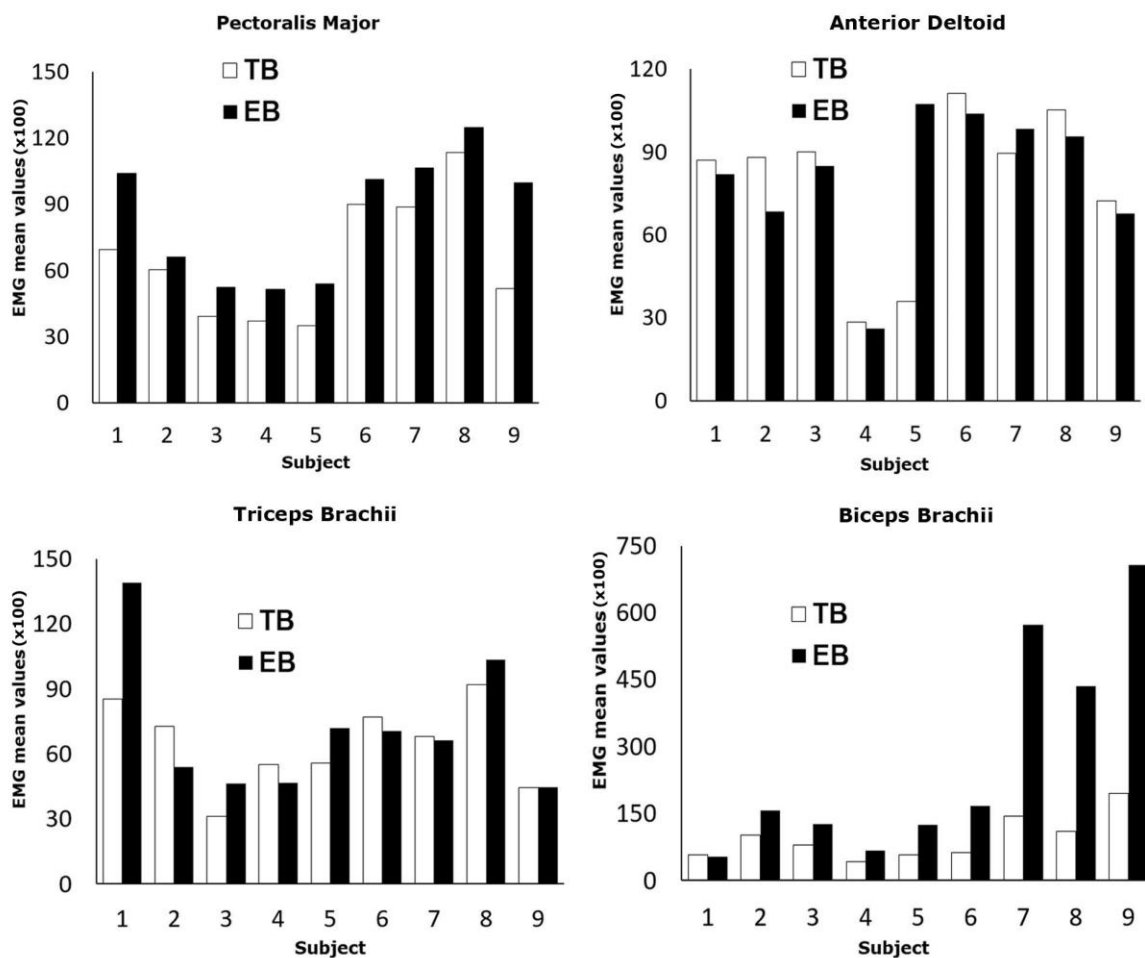 Pectoralis Major
EMG mean values (x100)
150
120
90
60
30
0
TB
EB
1 2 3 4 5 6 7 8 9
Subject
Anterior Deltoid
EMG mean values (x100)
120
90
60
30
0
TB
EB
1 2 3 4 5 6 7 8 9
Subject
Triceps Brachii
EMG mean values (x100)
150
120
90
60
30
0
TB
EB
1 2 3 4 5 6 7 8 9
Subject
Biceps Brachii
EMG mean values (x100)
750
600
450
300
150
0
TB
EB
1 2 3 4 5 6 7 8 9
Subject